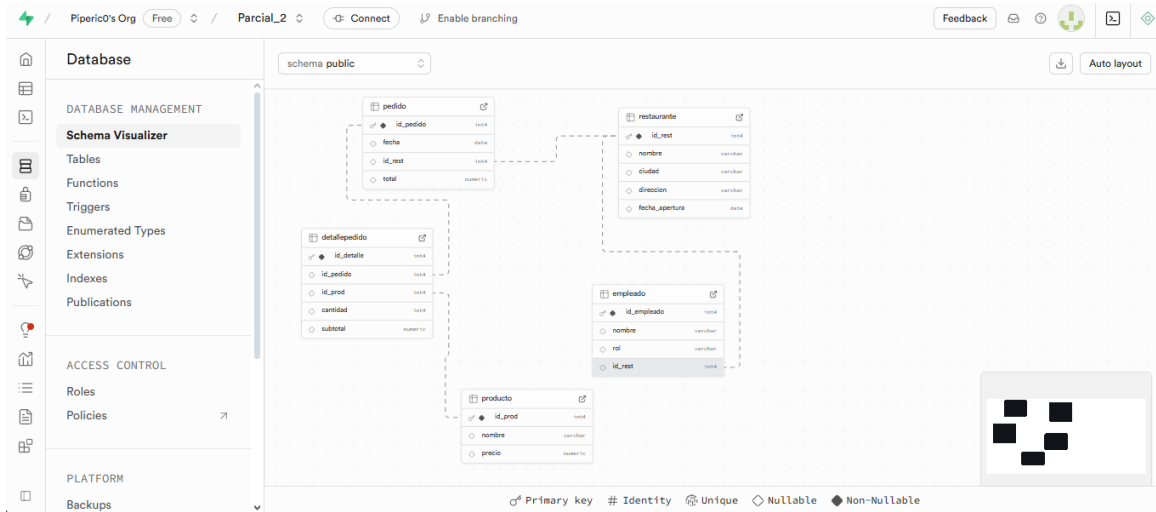 Piperic0's Org Free / Parcial_2 Connect Enable branching Feedback
Database
schema public
Auto layout
DATABASE MANAGEMENT
Schema Visualizer
Tables
Functions
Triggers
Enumerated Types
Extensions
Indexes
Publications
ACCESS CONTROL
Roles
Policies
PLATFORM
Backups
pedido
id_pedido int4
fecha date
id_rest int4
total numeric
restaurante
id_rest int4
nombre varchar
ciudad varchar
direccion varchar
fecha_apertura date
detallepedido
id_detalle int4
id_pedido int4
id_prod int4
cantidad int4
subtotal numeric
empleado
id_empleado int4
nombre varchar
rol varchar
id_rest int4
producto
id_prod int4
nombre varchar
precio numeric
Primary key # Identity Unique Nullable Non-Nullable